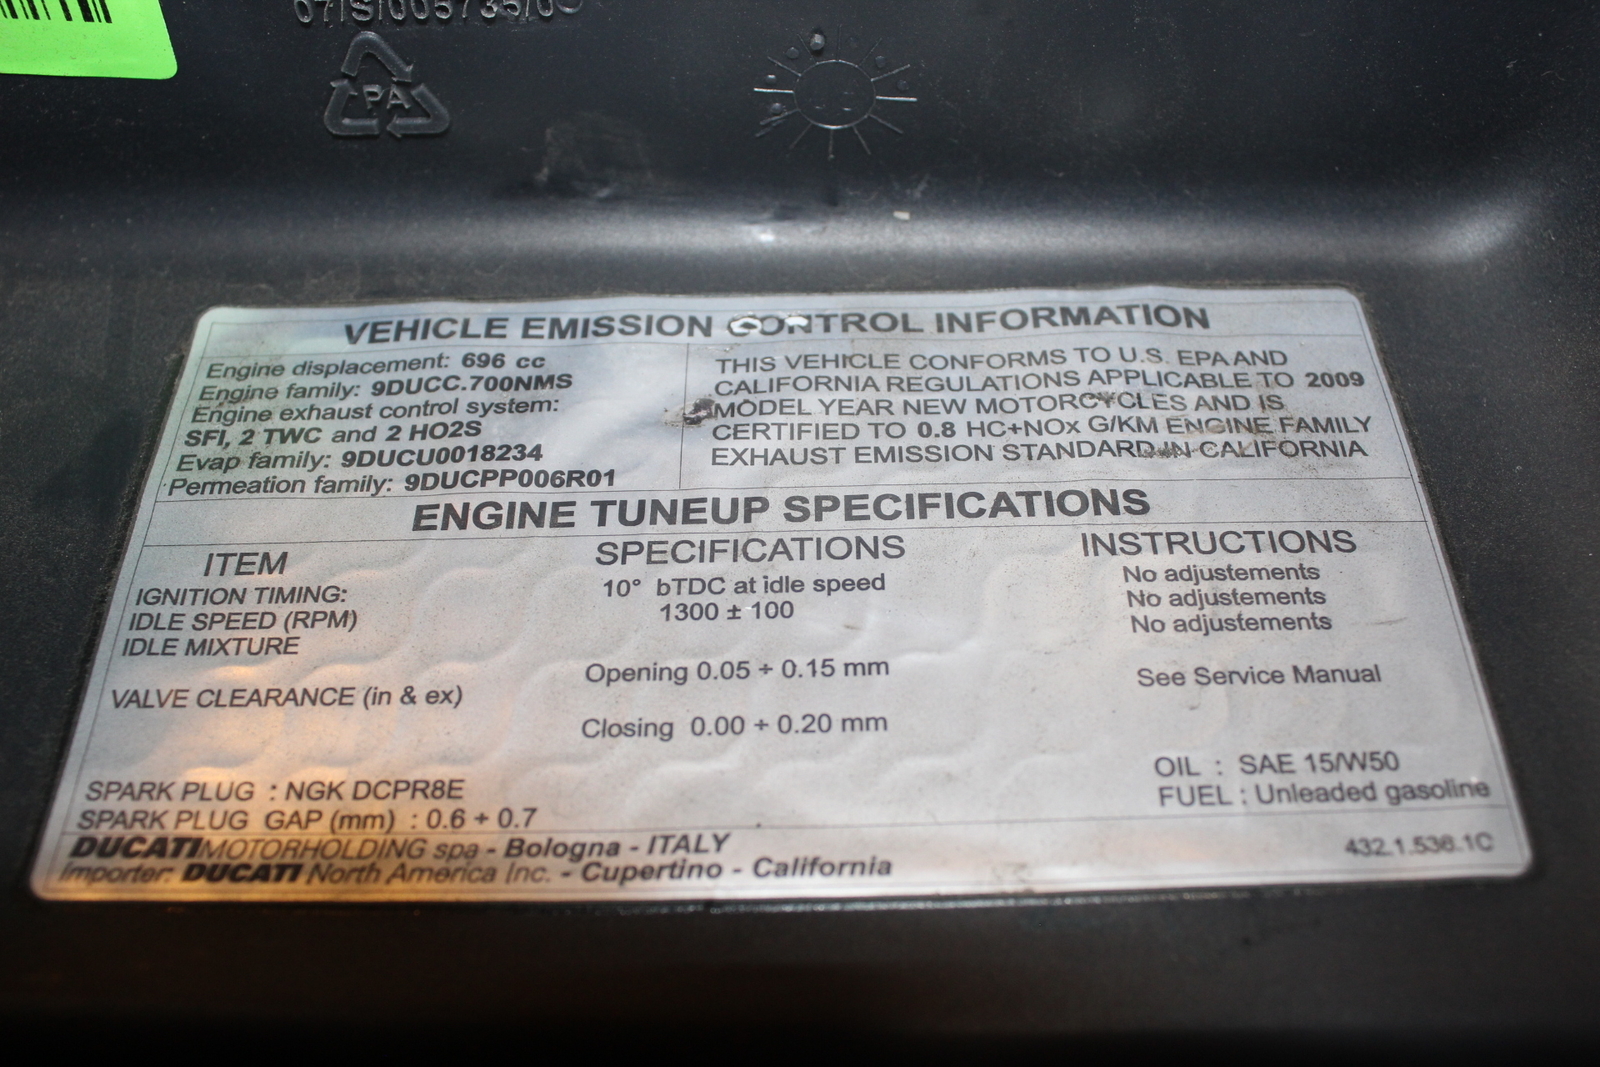 PA
VEHICLE EMISSION CONTROL INFORMATION
Engine displacement: 696 cc
Engine family: 9DUCC.700NMS
Engine exhaust control system:
SFI, 2 TWC and 2 HO2S
Evap family: 9DUCU0018234
Permeation family: 9DUCPP006R01
THIS VEHICLE CONFORMS TO U.S. EPA AND
CALIFORNIA REGULATIONS APPLICABLE TO 2009
MODEL YEAR NEW MOTORCYCLES AND IS
CERTIFIED TO 0.8 HC+NOx G/KM ENGINE FAMILY
EXHAUST EMISSION STANDARD IN CALIFORNIA
ENGINE TUNEUP SPECIFICATIONS
ITEM SPECIFICATIONS INSTRUCTIONS
IGNITION TIMING: 10° bTDC at idle speed No adjustements
IDLE SPEED (RPM) 1300 ± 100 No adjustements
IDLE MIXTURE No adjustements
VALVE CLEARANCE (in & ex) Opening 0.05 ÷ 0.15 mm See Service Manual
Closing 0.00 ÷ 0.20 mm
SPARK PLUG : NGK DCPR8E OIL : SAE 15/W50
SPARK PLUG GAP (mm) : 0.6 ÷ 0.7 FUEL : Unleaded gasoline
DUCATIMOTORHOLDING spa - Bologna - ITALY
Importer: DUCATI North America Inc. - Cupertino - California
432.1.536.1C